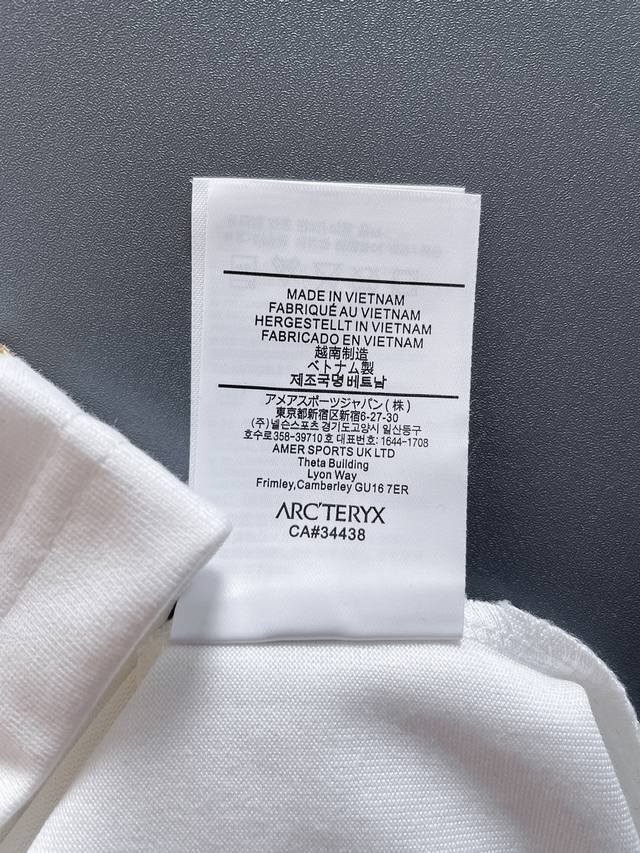 MADE IN VIETNAM
FABRIQUÉ AU VIETNAM
HERGESTELLT IN VIETNAM
FABRICADO EN VIETNAM
越南制造
ベトナム製
제조국명 베트남
アメアスポーツジャパン(株)
東京都新宿区新宿6-27-30
(주)넬슨스포츠 경기도고양시 일산동구
호수로358-39710호 대표번호: 1644-1708
AMER SPORTS UK LTD
Theta Building
Lyon Way
Frimley, Camberley GU16 7ER
ARC'TERYX
CA#34438